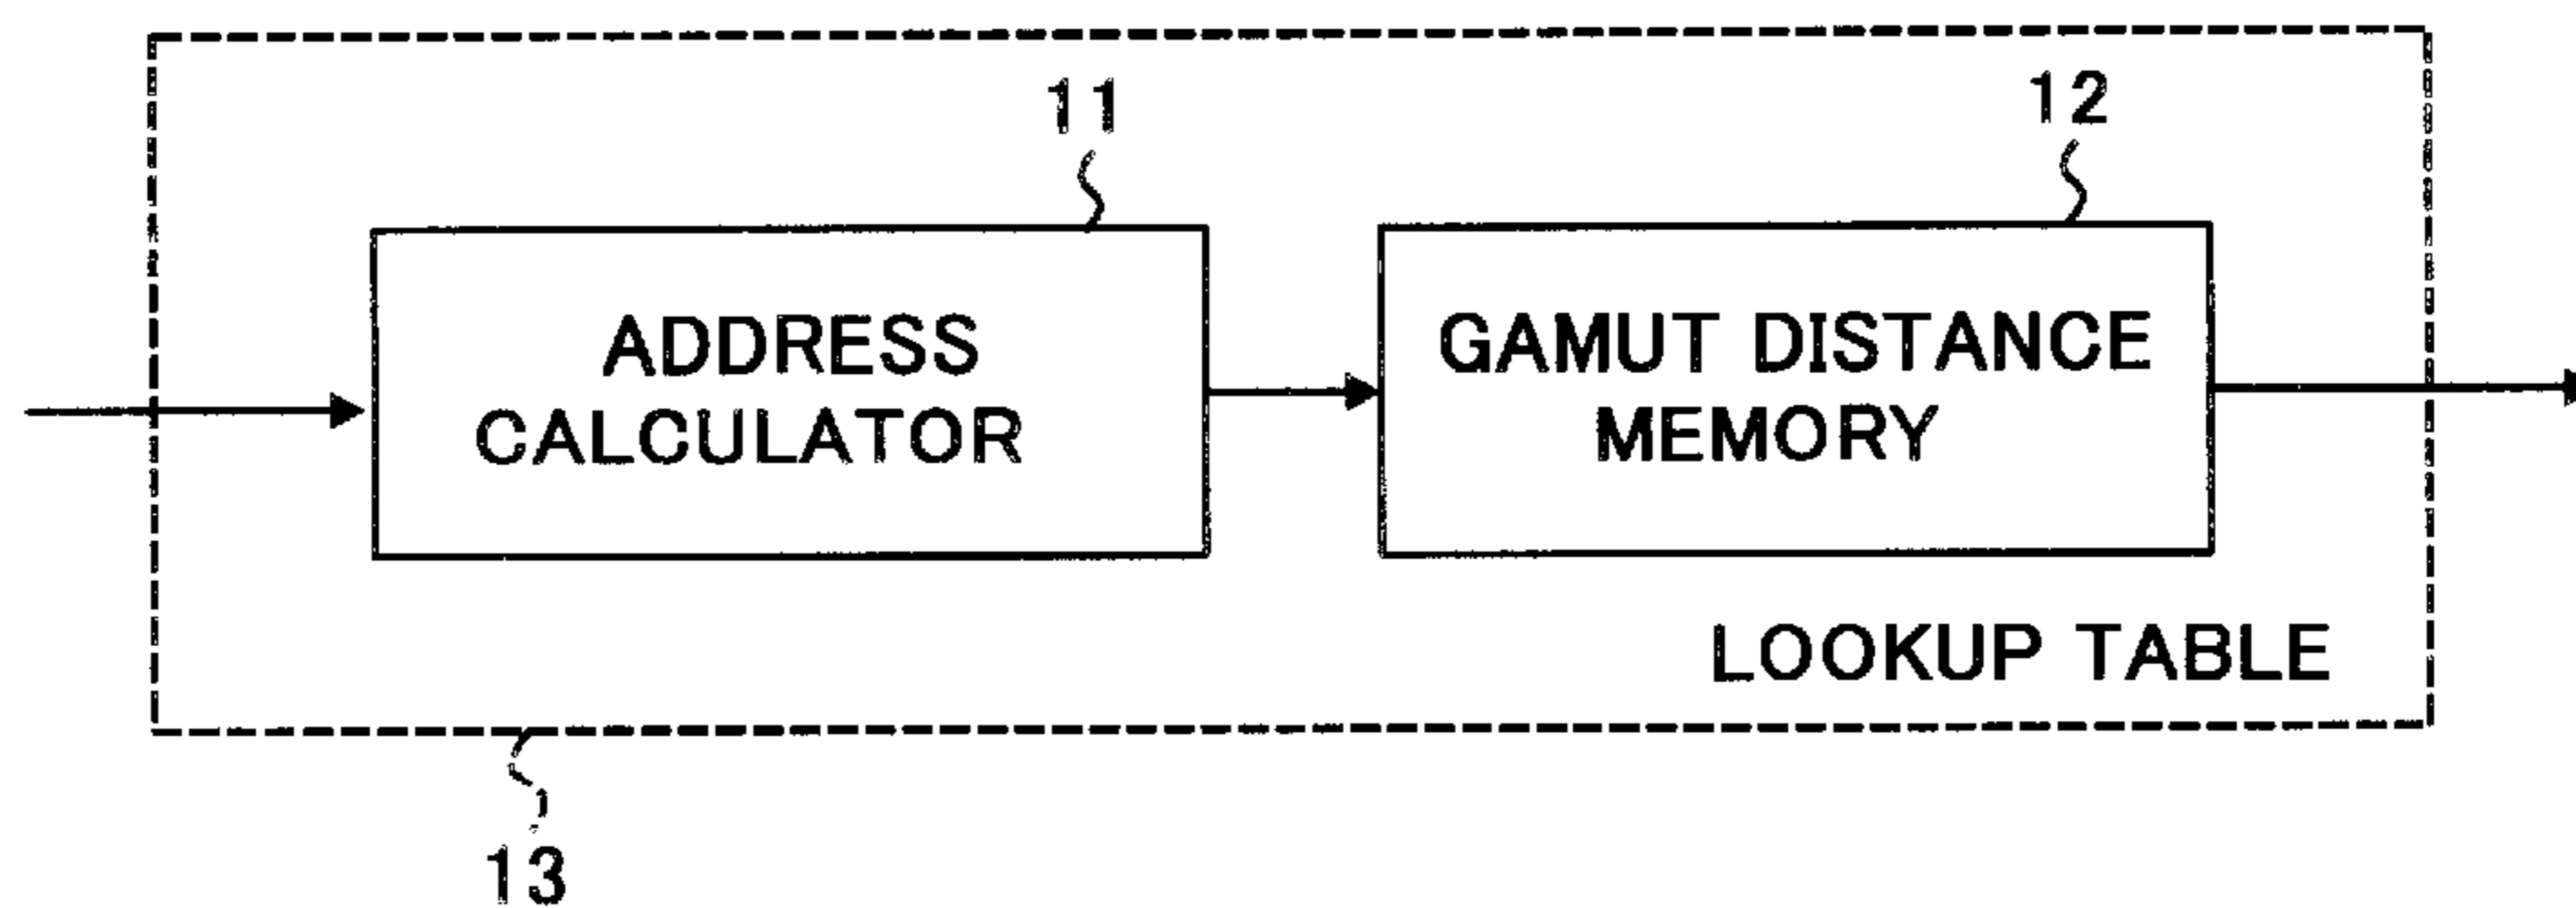 11
12
ADDRESS
CALCULATOR
GAMUT DISTANCE
MEMORY
LOOKUP TABLE
13